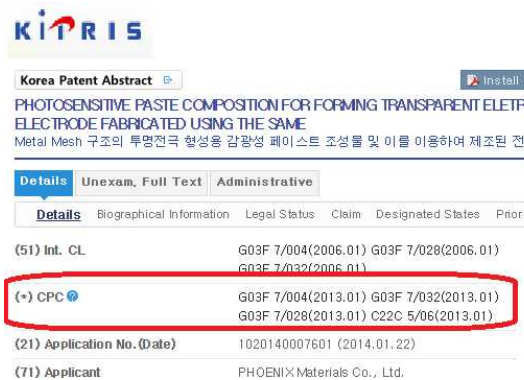 KIPRIS
Korea Patent Abstract
Install
PHOTOSENSITIVE PASTE COMPOSITION FOR FORMING TRANSPARENT ELETR
ELECTRODE FABRICATED USING THE SAME
Metal Mesh 구조의 투명전극 형성용 감광성 페이스트 조성물 및 이를 이용하여 제조된 전
Details Unexam, Full Text Administrative
Details Biographical Information Legal Status Claim Designated States Prior
(51) Int. CL G03F 7/004(2006.01) G03F 7/028(2006.01)
G03F 7/032(2006.01)
(*) CPC ? G03F 7/004(2013.01) G03F 7/032(2013.01)
G03F 7/028(2013.01) C22C 5/06(2013.01)
(21) Application No.(Date) 1020140007601 (2014.01.22)
(71) Applicant PHOENIX Materials Co., Ltd.